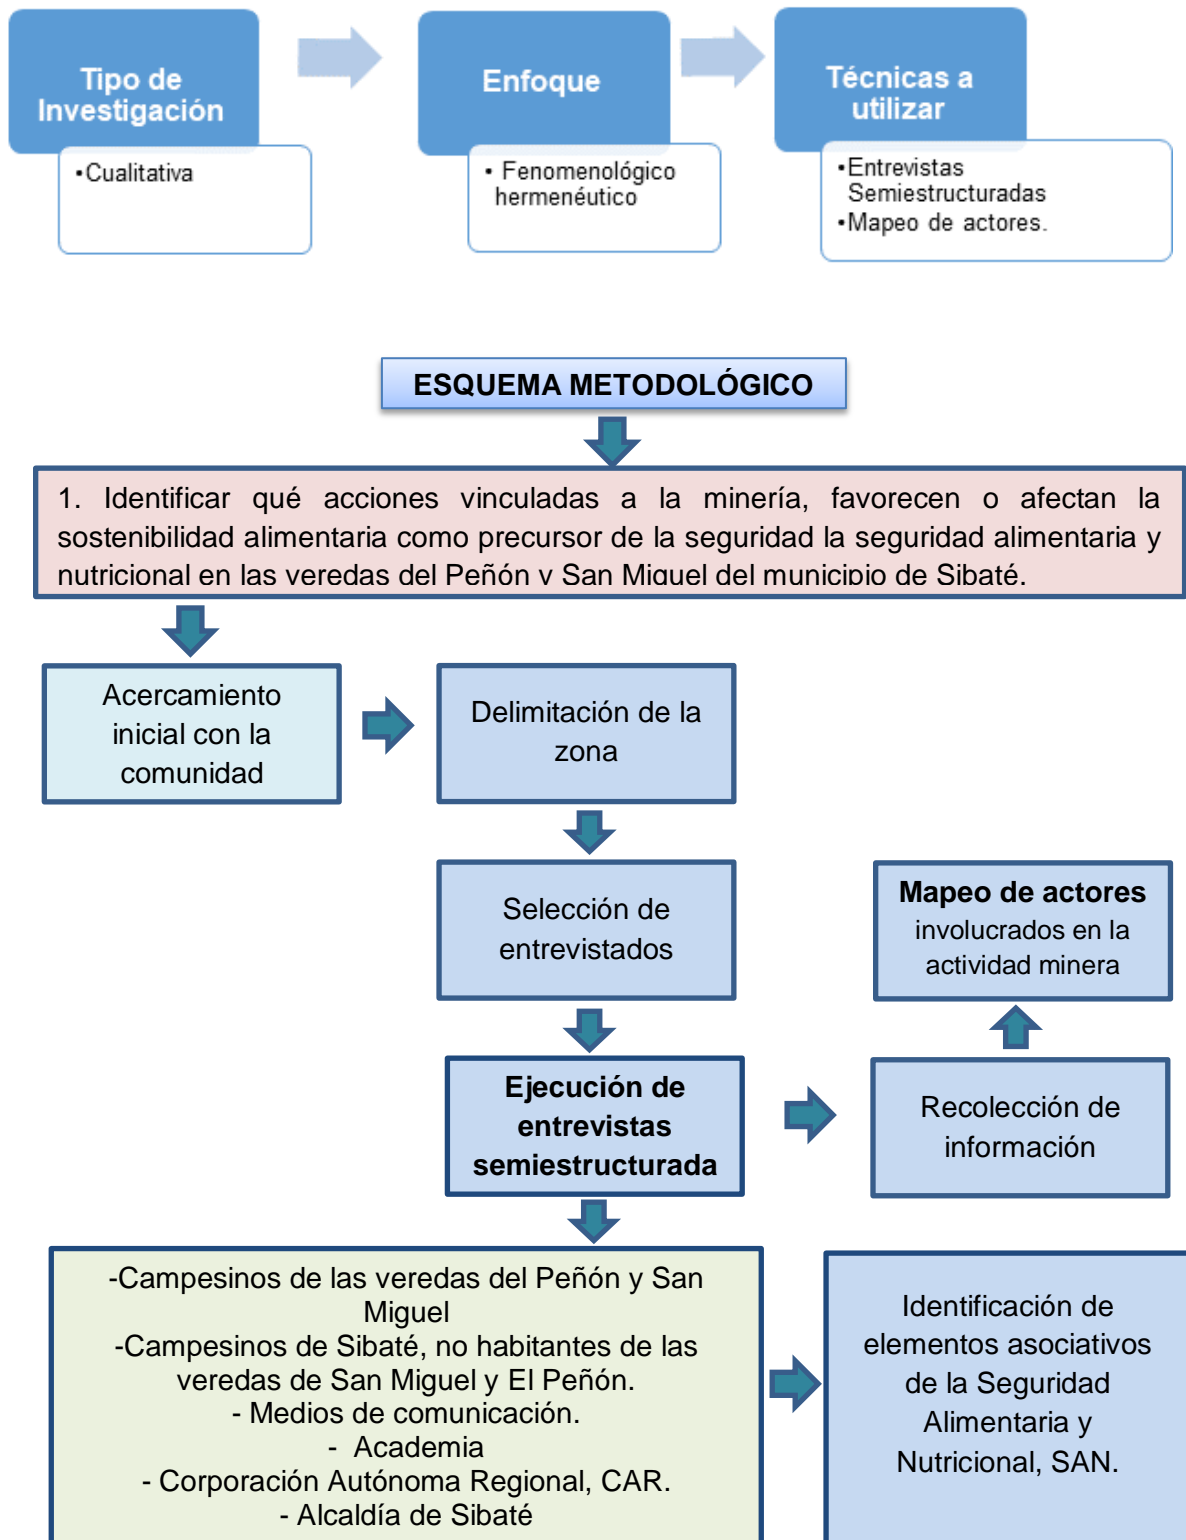 Tipo de
Investigación
•Cualitativa
Enfoque
• Fenomenológico
hermenéutico
Técnicas a
utilizar
•Entrevistas
Semiestructuradas
•Mapeo de actores.
ESQUEMA METODOLÓGICO
1. Identificar qué acciones vinculadas a la minería, favorecen o afectan la
sostenibilidad alimentaria como precursor de la seguridad la seguridad alimentaria y
nutricional en las veredas del Peñón y San Miguel del municipio de Sibaté.
Acercamiento
inicial con la
comunidad
Delimitación de la
zona
Selección de
entrevistados
Mapeo de actores
involucrados en la
actividad minera
Ejecución de
entrevistas
semiestructurada
Recolección de
información
-Campesinos de las veredas del Peñón y San
Miguel
-Campesinos de Sibaté, no habitantes de las
veredas de San Miguel y El Peñón.
- Medios de comunicación.
- Academia
- Corporación Autónoma Regional, CAR.
- Alcaldía de Sibaté
Identificación de
elementos asociativos
de la Seguridad
Alimentaria y
Nutricional, SAN.